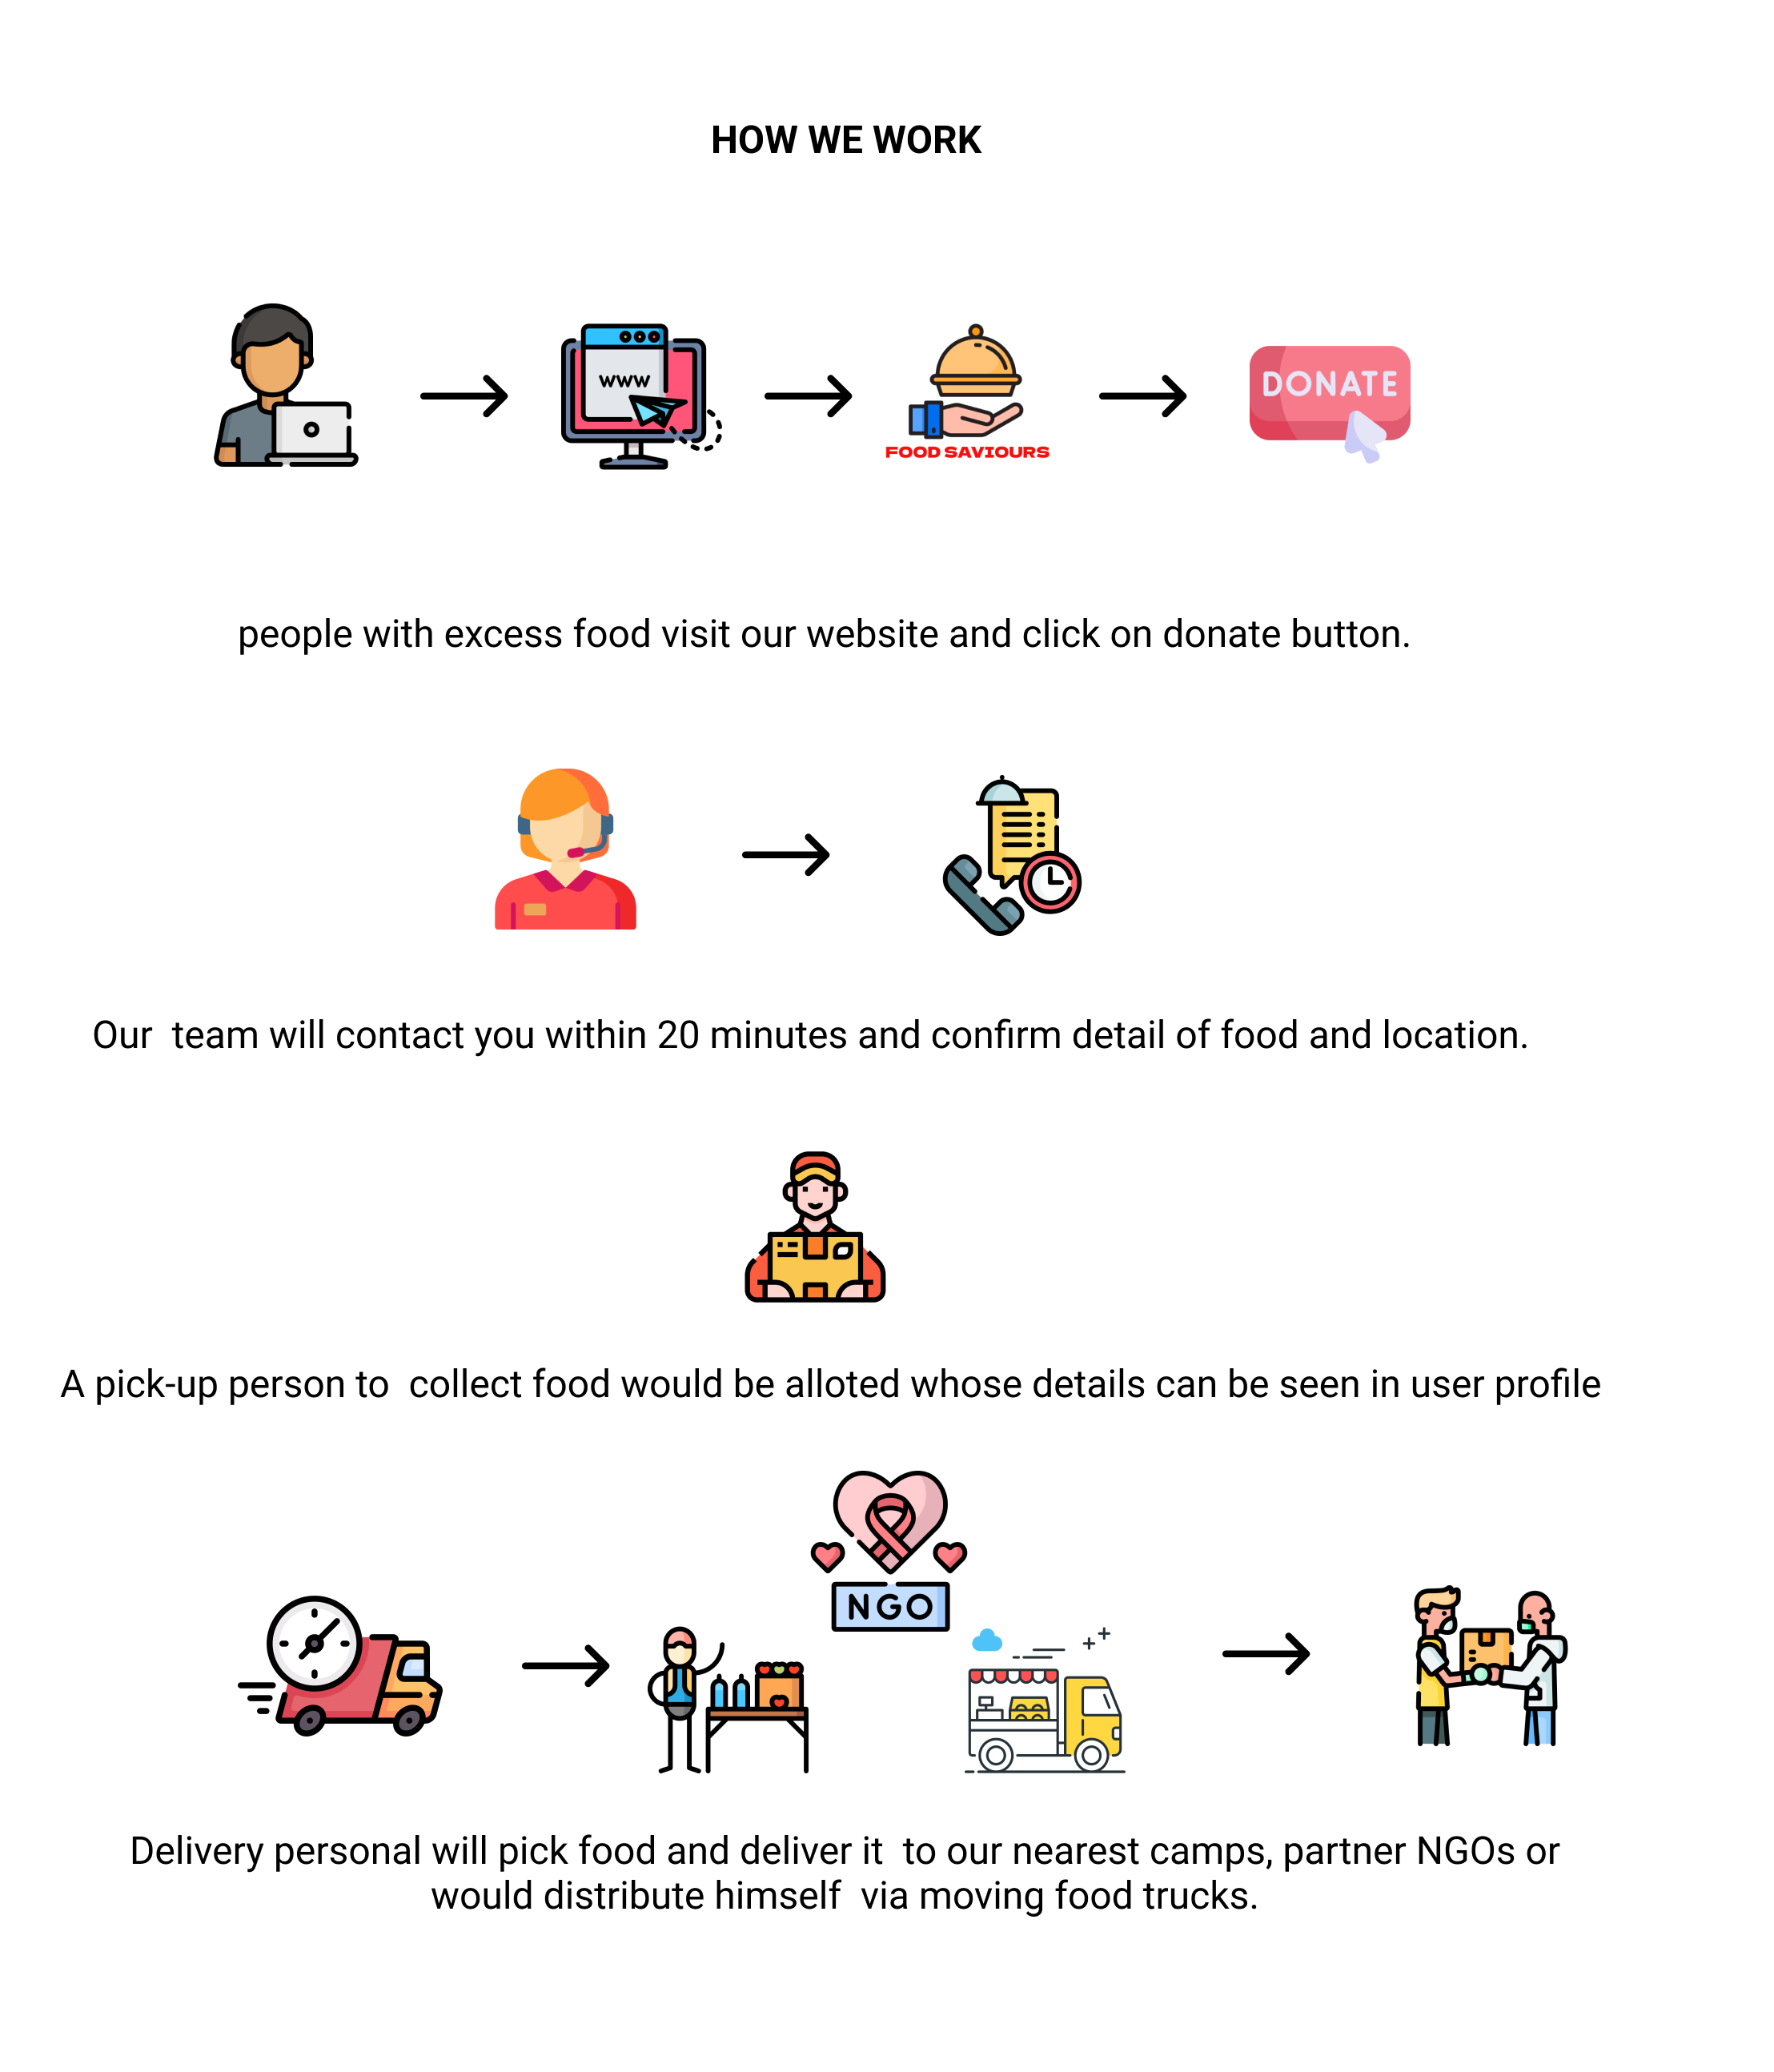 HOW WE WORK
WWW
FOOD SAVIOURS
DONATE
people with excess food visit our website and click on donate button.
Our  team will contact you within 20 minutes and confirm detail of food and location.
A pick-up person to  collect food would be alloted whose details can be seen in user profile
NGO
Delivery personal will pick food and deliver it  to our nearest camps, partner NGOs or
would distribute himself  via moving food trucks.